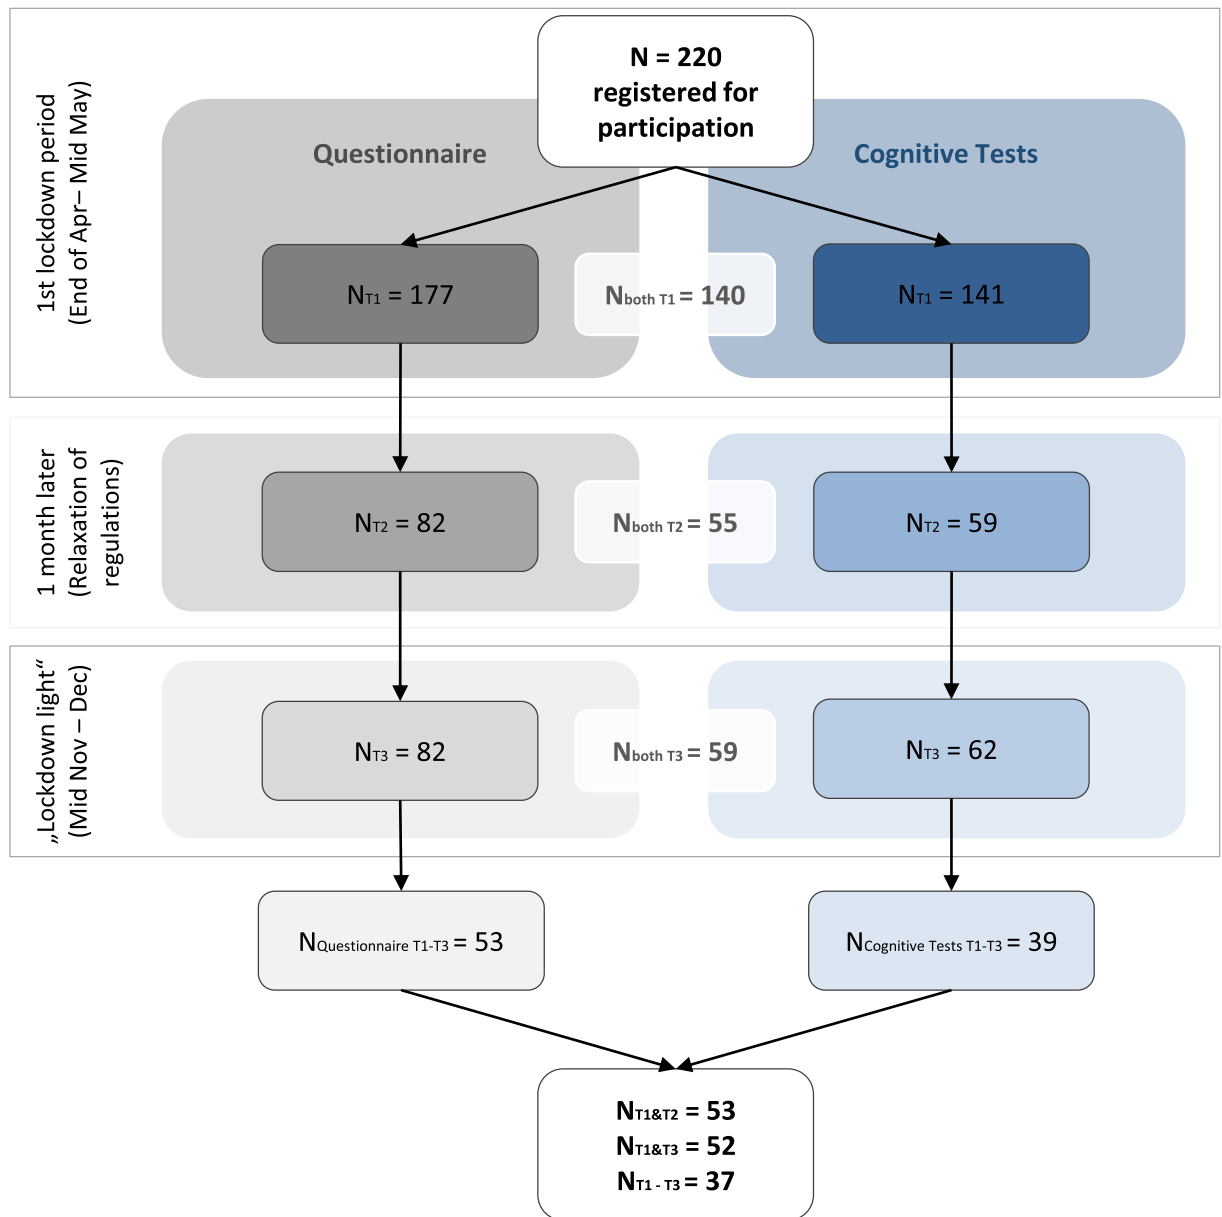 N = 220
registered for
participation
1st lockdown period
(End of Apr– Mid May)
Questionnaire
Cognitive Tests
NT1 = 177
Nboth T1 = 140
NT1 = 141
1 month later
(Relaxation of
regulations)
NT2 = 82
Nboth T2 = 55
NT2 = 59
„Lockdown light“
(Mid Nov – Dec)
NT3 = 82
Nboth T3 = 59
NT3 = 62
NQuestionnaire T1-T3 = 53
NCognitive Tests T1-T3 = 39
NT1&T2 = 53
NT1&T3 = 52
NT1 - T3 = 37